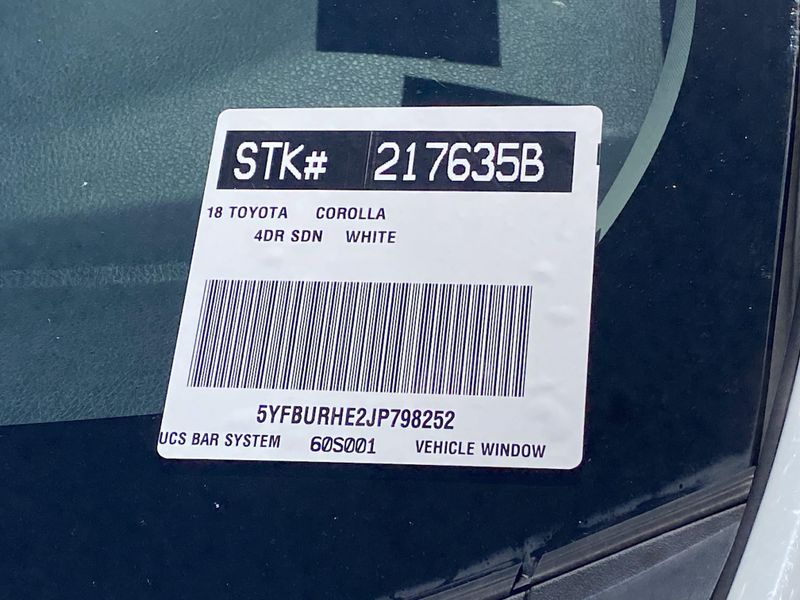 STK# 217635B
18 TOYOTA COROLLA
4DR SDN WHITE
5YFBURHE2JP798252
UCS BAR SYSTEM 60S001 VEHICLE WINDOW